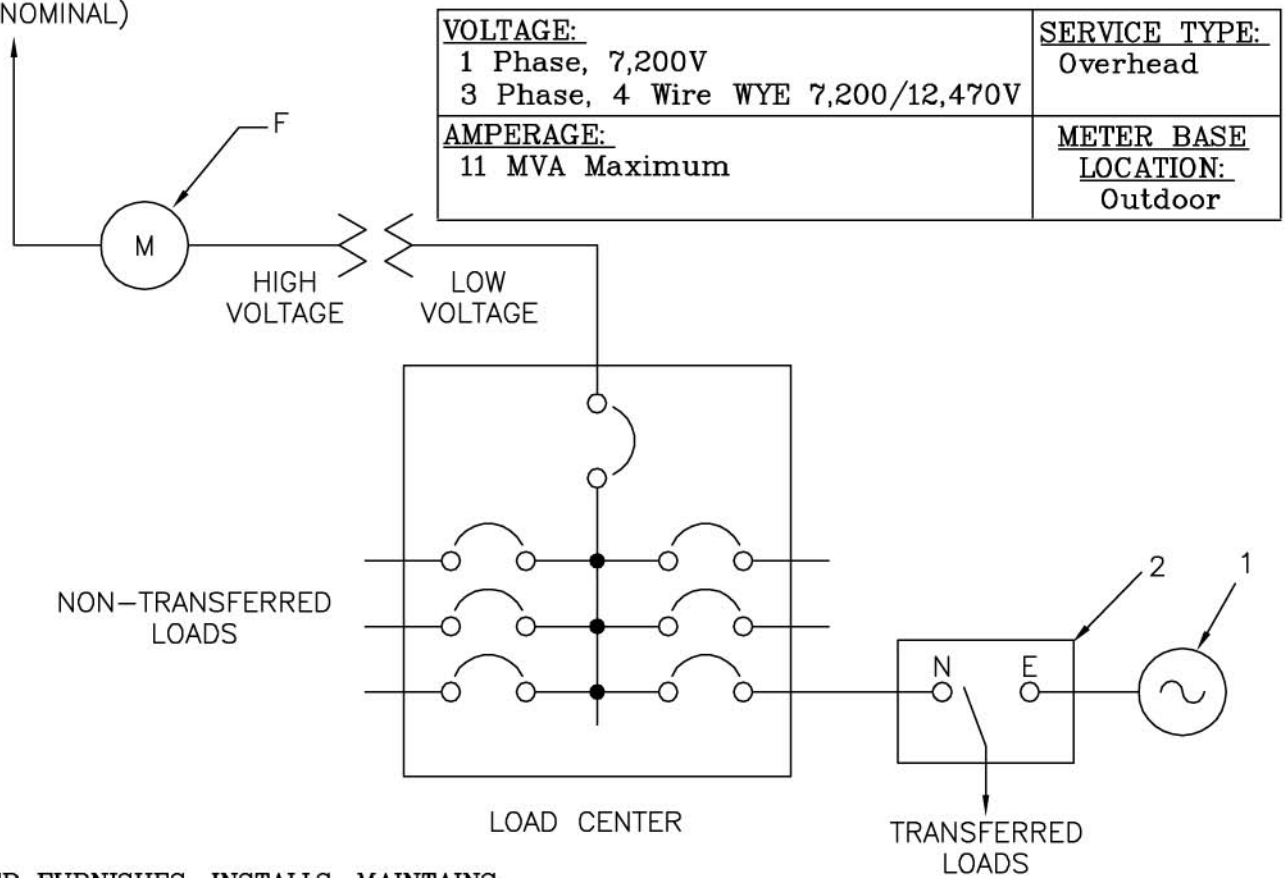 NOMINAL)
VOLTAGE:
1 Phase, 7,200V
3 Phase, 4 Wire WYE 7,200/12,470V
SERVICE TYPE:
Overhead
AMPERAGE:
11 MVA Maximum
METER BASE
LOCATION:
Outdoor
F
M
HIGH
VOLTAGE
LOW
VOLTAGE
NON-TRANSFERRED
LOADS
2
1
N
E
LOAD CENTER
TRANSFERRED
LOADS
FURNISHES, INSTALLS, MAINTAINS